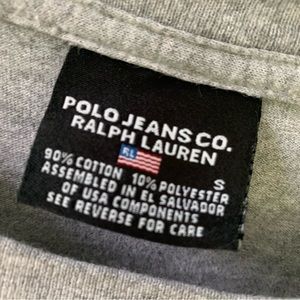 POLO JEANS CO.
RALPH LAUREN
RL
S
90% COTTON 10% POLYESTER
ASSEMBLED IN EL SALVADOR
OF USA COMPONENTS
SEE REVERSE FOR CARE